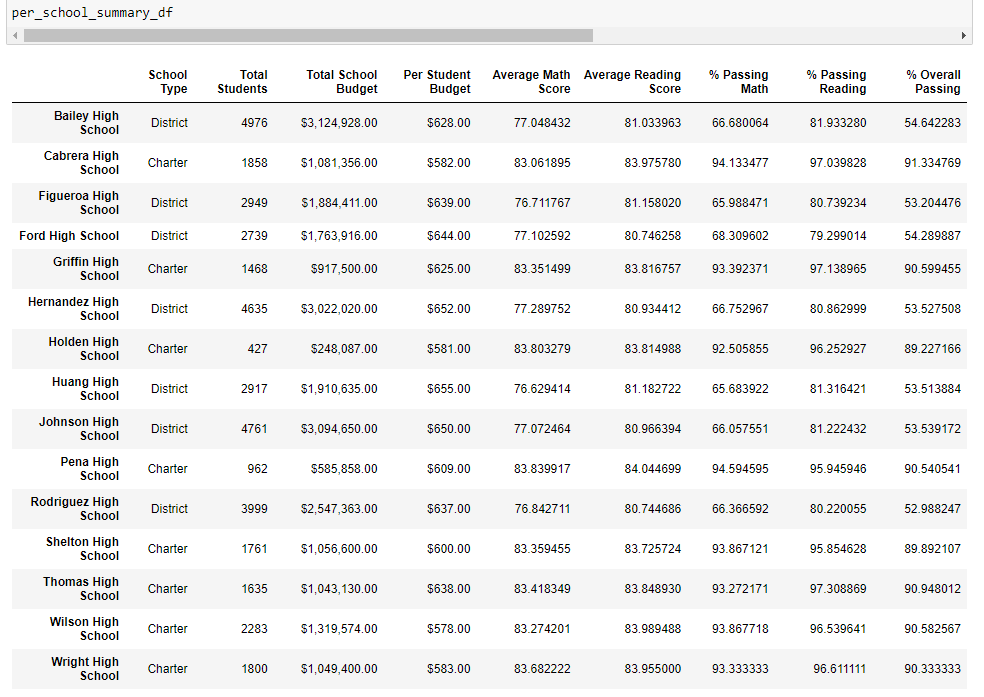 per_school_summary_df
School Type Total Students Total School Budget Per Student Budget Average Math Score Average Reading Score % Passing Math % Passing Reading % Overall Passing
Bailey High School District 4976 $3,124,928.00 $628.00 77.048432 81.033963 66.680064 81.933280 54.642283
Cabrera High School Charter 1858 $1,081,356.00 $582.00 83.061895 83.975780 94.133477 97.039828 91.334769
Figueroa High School District 2949 $1,884,411.00 $639.00 76.711767 81.158020 65.988471 80.739234 53.204476
Ford High School District 2739 $1,763,916.00 $644.00 77.102592 80.746258 68.309602 79.299014 54.289887
Griffin High School Charter 1468 $917,500.00 $625.00 83.351499 83.816757 93.392371 97.138965 90.599455
Hernandez High School District 4635 $3,022,020.00 $652.00 77.289752 80.934412 66.752967 80.862999 53.527508
Holden High School Charter 427 $248,087.00 $581.00 83.803279 83.814988 92.505855 96.252927 89.227166
Huang High School District 2917 $1,910,635.00 $655.00 76.629414 81.182722 65.683922 81.316421 53.513884
Johnson High School District 4761 $3,094,650.00 $650.00 77.072464 80.966394 66.057551 81.222432 53.539172
Pena High School Charter 962 $585,858.00 $609.00 83.839917 84.044699 94.594595 95.945946 90.540541
Rodriguez High School District 3999 $2,547,363.00 $637.00 76.842711 80.744686 66.366592 80.220055 52.988247
Shelton High School Charter 1761 $1,056,600.00 $600.00 83.359455 83.725724 93.867121 95.854628 89.892107
Thomas High School Charter 1635 $1,043,130.00 $638.00 83.418349 83.848930 93.272171 97.308869 90.948012
Wilson High School Charter 2283 $1,319,574.00 $578.00 83.274201 83.989488 93.867718 96.539641 90.582567
Wright High School Charter 1800 $1,049,400.00 $583.00 83.682222 83.955000 93.333333 96.611111 90.333333